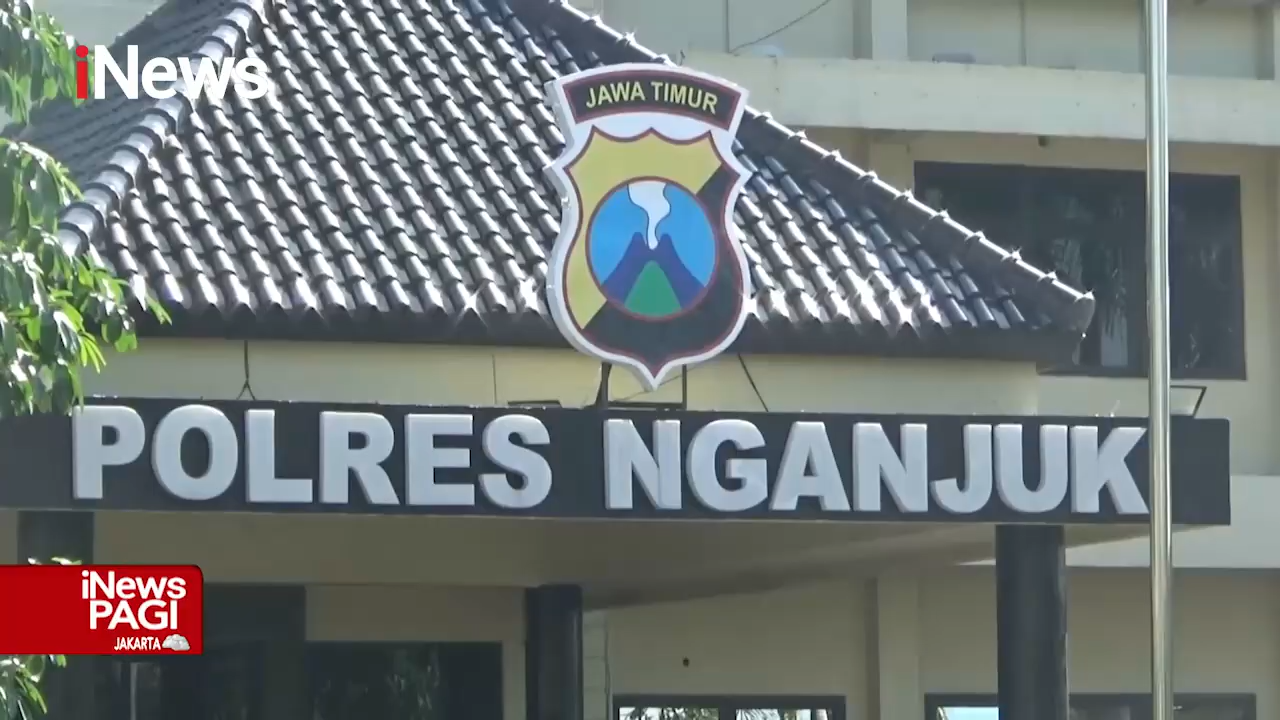 iNews
JAWA TIMUR
POLRES NGANJUK
iNews
PAGI
JAKARTA